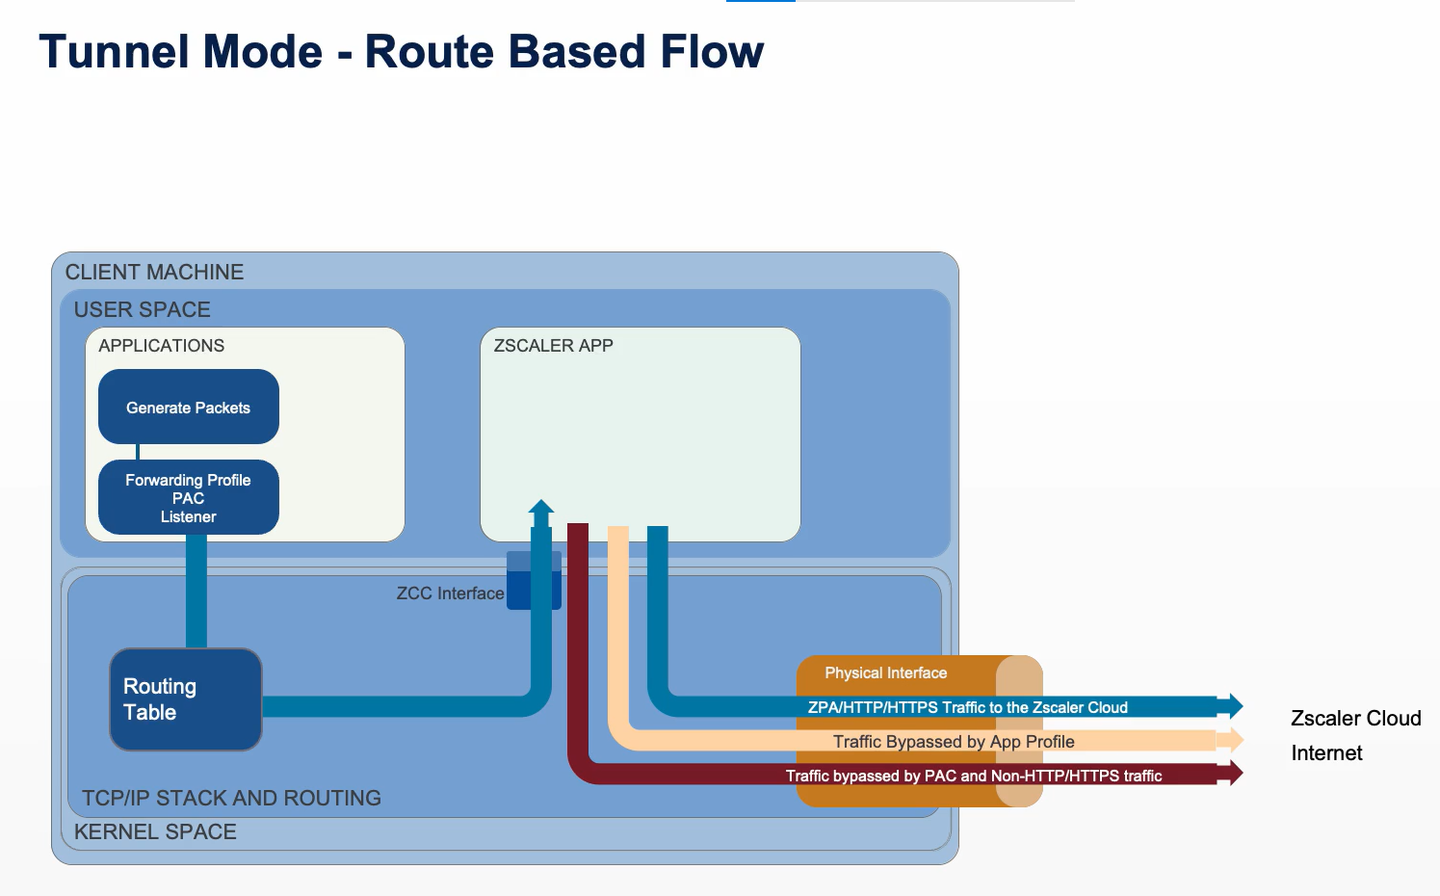 Tunnel Mode - Route Based Flow
CLIENT MACHINE
USER SPACE
APPLICATIONS
Generate Packets
Forwarding Profile
PAC
Listener
ZSCALER APP
ZCC Interface
Routing
Table
Physical Interface
ZPA/HTTP/HTTPS Traffic to the Zscaler Cloud
Traffic Bypassed by App Profile
Traffic bypassed by PAC and Non-HTTP/HTTPS traffic
Zscaler Cloud
Internet
TCP/IP STACK AND ROUTING
KERNEL SPACE